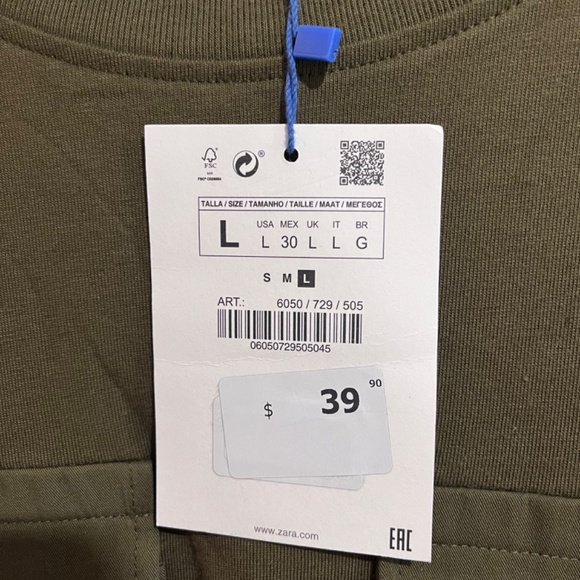 FSC
TALLA / SIZE / TAMANHO / TAILLE / MAAT / ΜΕΓΕΘΟΣ
L USA MEX UK IT BR
L 30 L L G
S M L
ART.: 6050 / 729 / 505
06050729505045
$ 39 90
www.zara.com
EAC